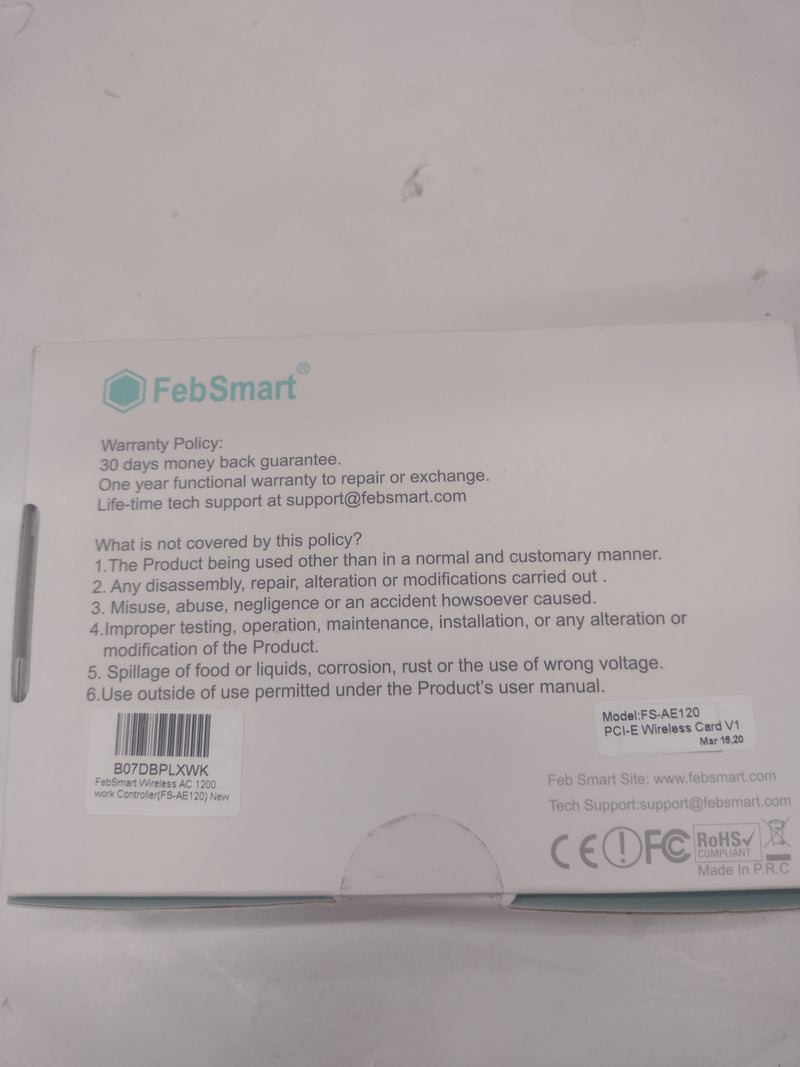 FebSmart®
Warranty Policy:
30 days money back guarantee.
One year functional warranty to repair or exchange.
Life-time tech support at support@febsmart.com
What is not covered by this policy?
1.The Product being used other than in a normal and customary manner.
2. Any disassembly, repair, alteration or modifications carried out .
3. Misuse, abuse, negligence or an accident howsoever caused.
4.Improper testing, operation, maintenance, installation, or any alteration or
modification of the Product.
5. Spillage of food or liquids, corrosion, rust or the use of wrong voltage.
6.Use outside of use permitted under the Product's user manual.
B07DBPLXWK
FebSmart Wireless AC 1200
work Controller(FS-AE120) New
Model:FS-AE120
PCI-E Wireless Card V1
Mar 16,20
Feb Smart Site: www.febsmart.com
Tech Support:support@febsmart.com
CE FC RoHS✓
COMPLIANT
Made In P.R.C